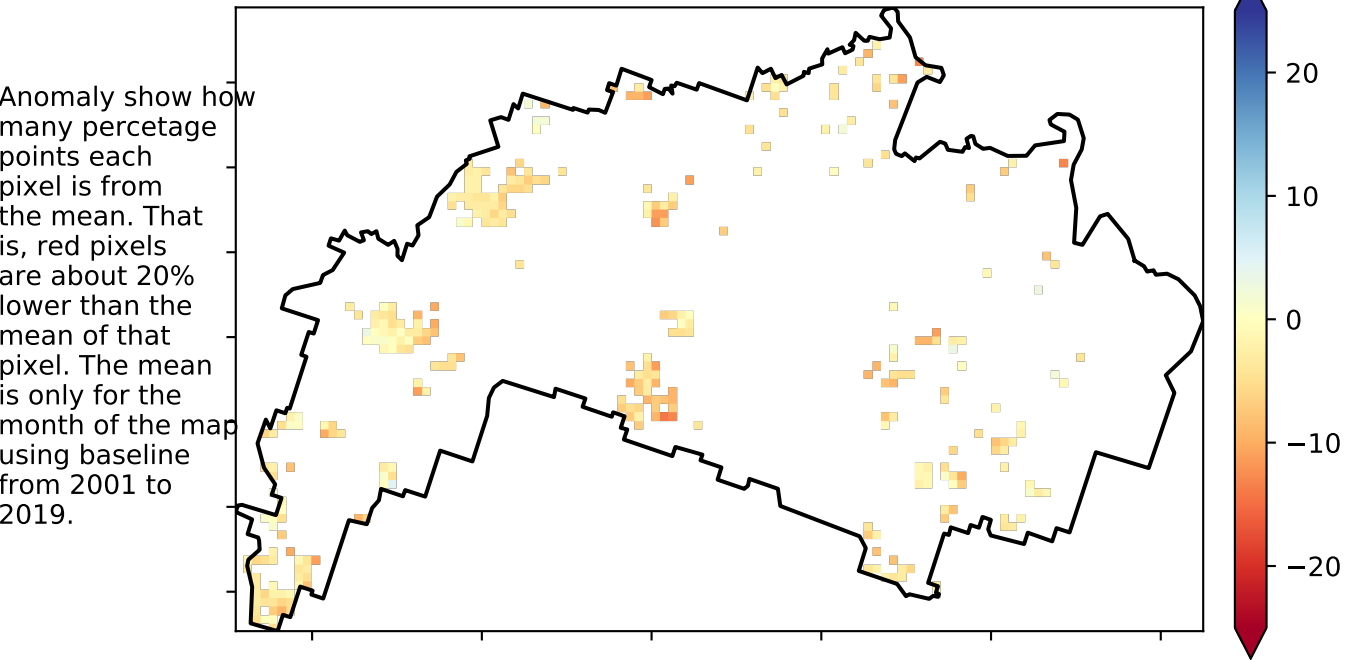 Anomaly show how
many percetage
points each
pixel is from
the mean. That
is, red pixels
are about 20%
lower than the
mean of that
pixel. The mean
is only for the
month of the map
using baseline
from 2001 to
2019.
20
10
0
−10
−20